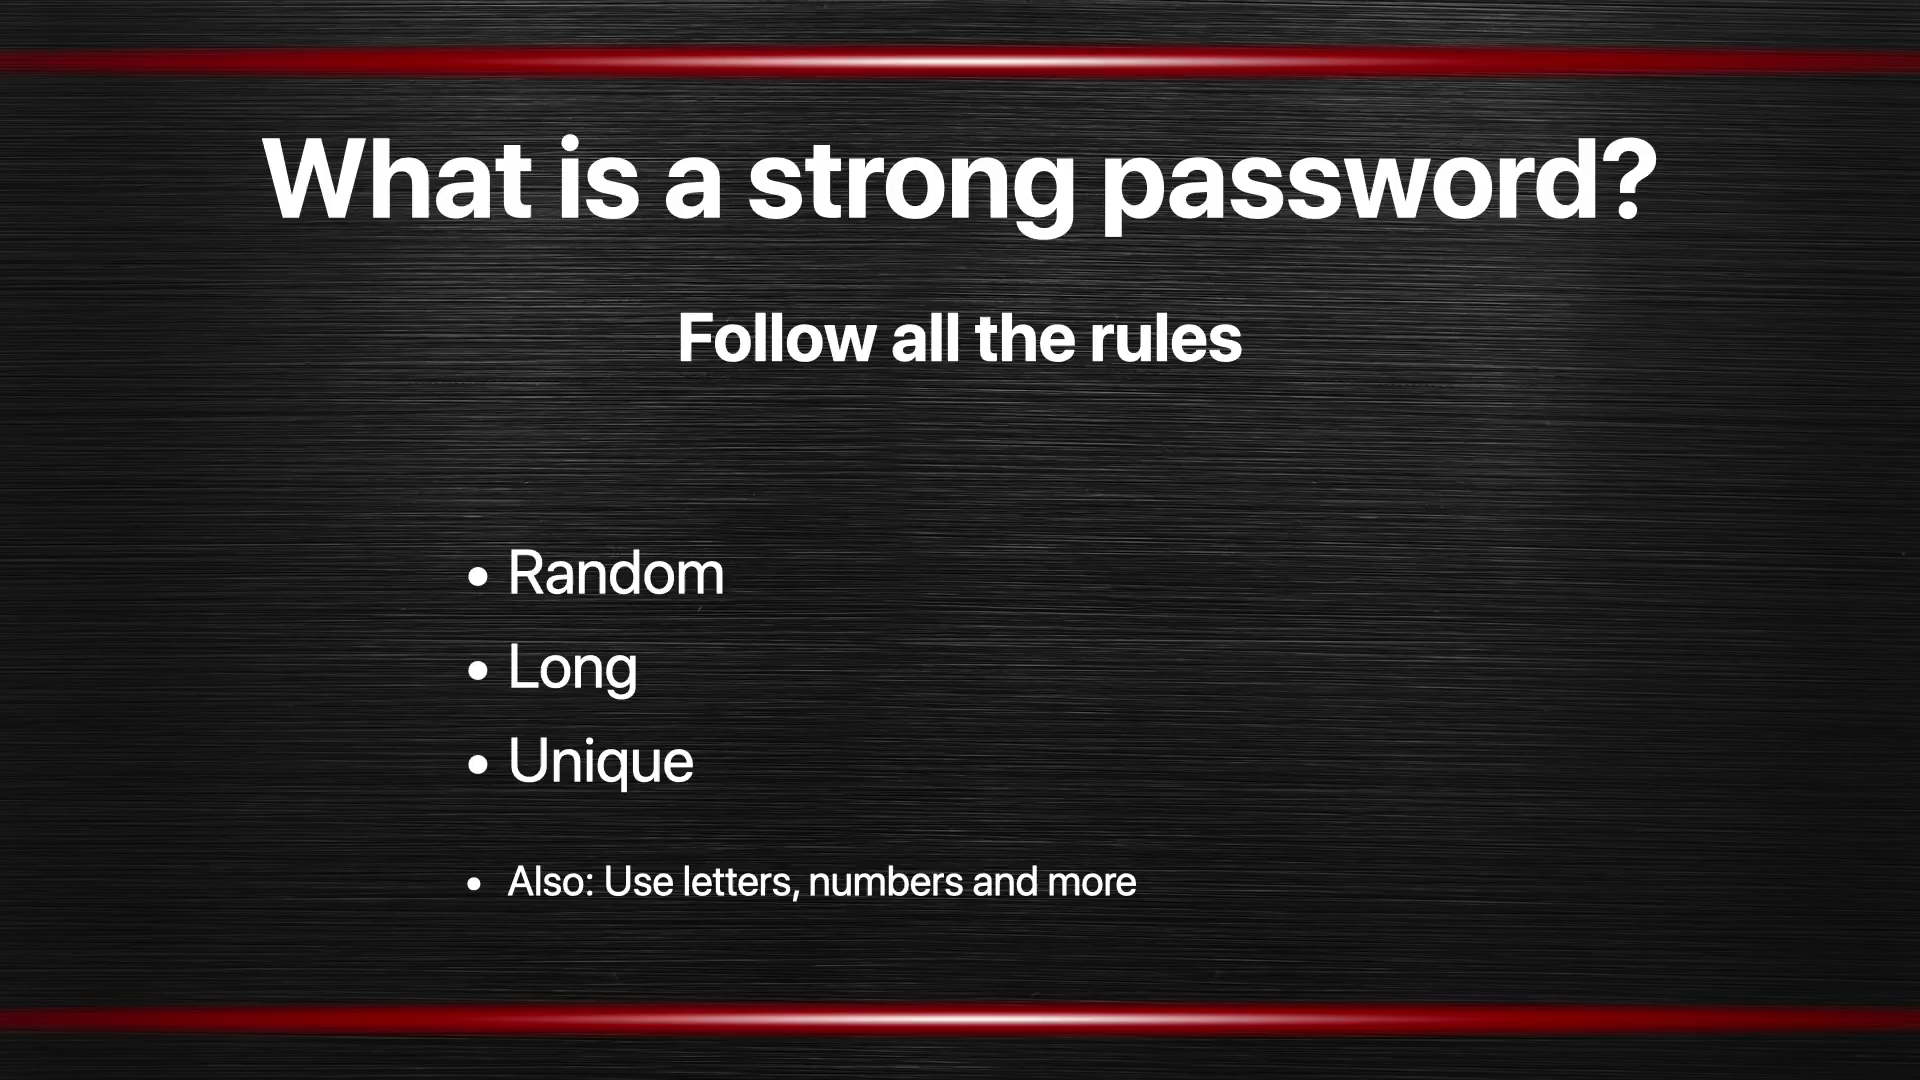 What is a strong password?
Follow all the rules
• Random
• Long
• Unique
• Also: Use letters, numbers and more